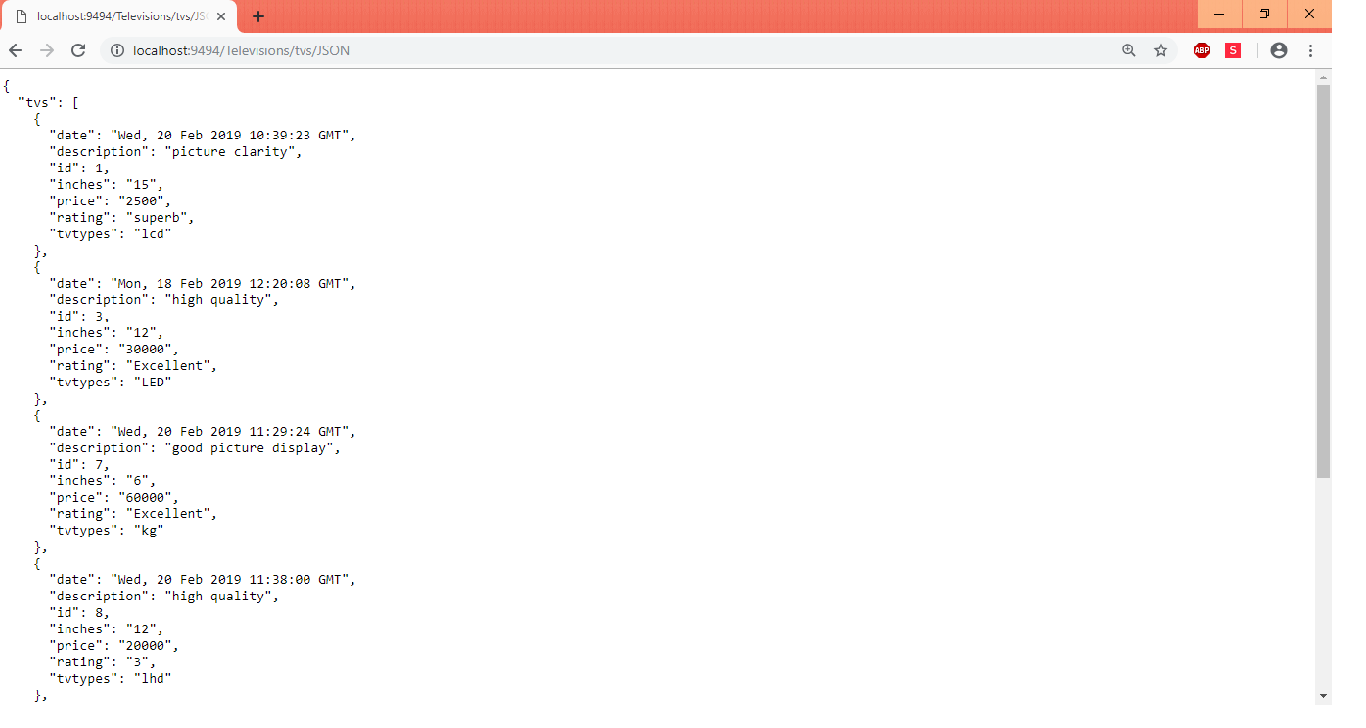 localhost:9494/Televisions/tvs/JSO
localhost:9494/Televisions/tvs/JSON
ABP
S
{
"tvs": [
{
"date": "Wed, 20 Feb 2019 10:39:23 GMT",
"description": "picture clarity",
"id": 1,
"inches": "15",
"price": "2500",
"rating": "superb",
"tvtypes": "lcd"
},
{
"date": "Mon, 18 Feb 2019 12:20:08 GMT",
"description": "high quality",
"id": 3,
"inches": "12",
"price": "30000",
"rating": "Excellent",
"tvtypes": "LED"
},
{
"date": "Wed, 20 Feb 2019 11:29:24 GMT",
"description": "good picture display",
"id": 7,
"inches": "6",
"price": "60000",
"rating": "Excellent",
"tvtypes": "kg"
},
{
"date": "Wed, 20 Feb 2019 11:38:00 GMT",
"description": "high quality",
"id": 8,
"inches": "12",
"price": "20000",
"rating": "3",
"tvtypes": "lhd"
},